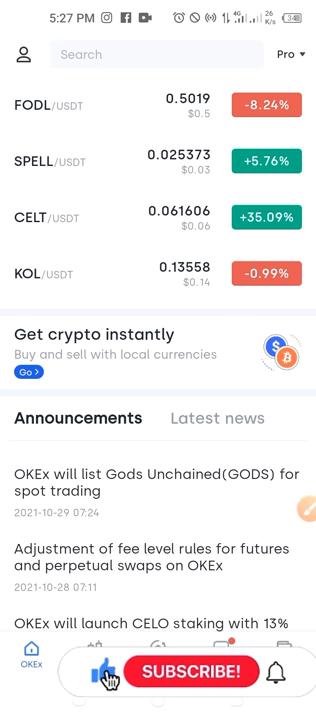 5:27 PM
4G
26
K/s
34
Search
Pro
FODL/USDT
0.5019
$0.5
-8.24%
SPELL/USDT
0.025373
$0.03
+5.76%
CELT/USDT
0.061606
$0.06
+35.09%
KOL/USDT
0.13558
$0.14
-0.99%
Get crypto instantly
Buy and sell with local currencies
Go >
Announcements
Latest news
OKEx will list Gods Unchained(GODS) for
spot trading
2021-10-29 07:24
Adjustment of fee level rules for futures
and perpetual swaps on OKEx
2021-10-28 07:11
OKEx will launch CELO staking with 13%
OKEx
SUBSCRIBE!